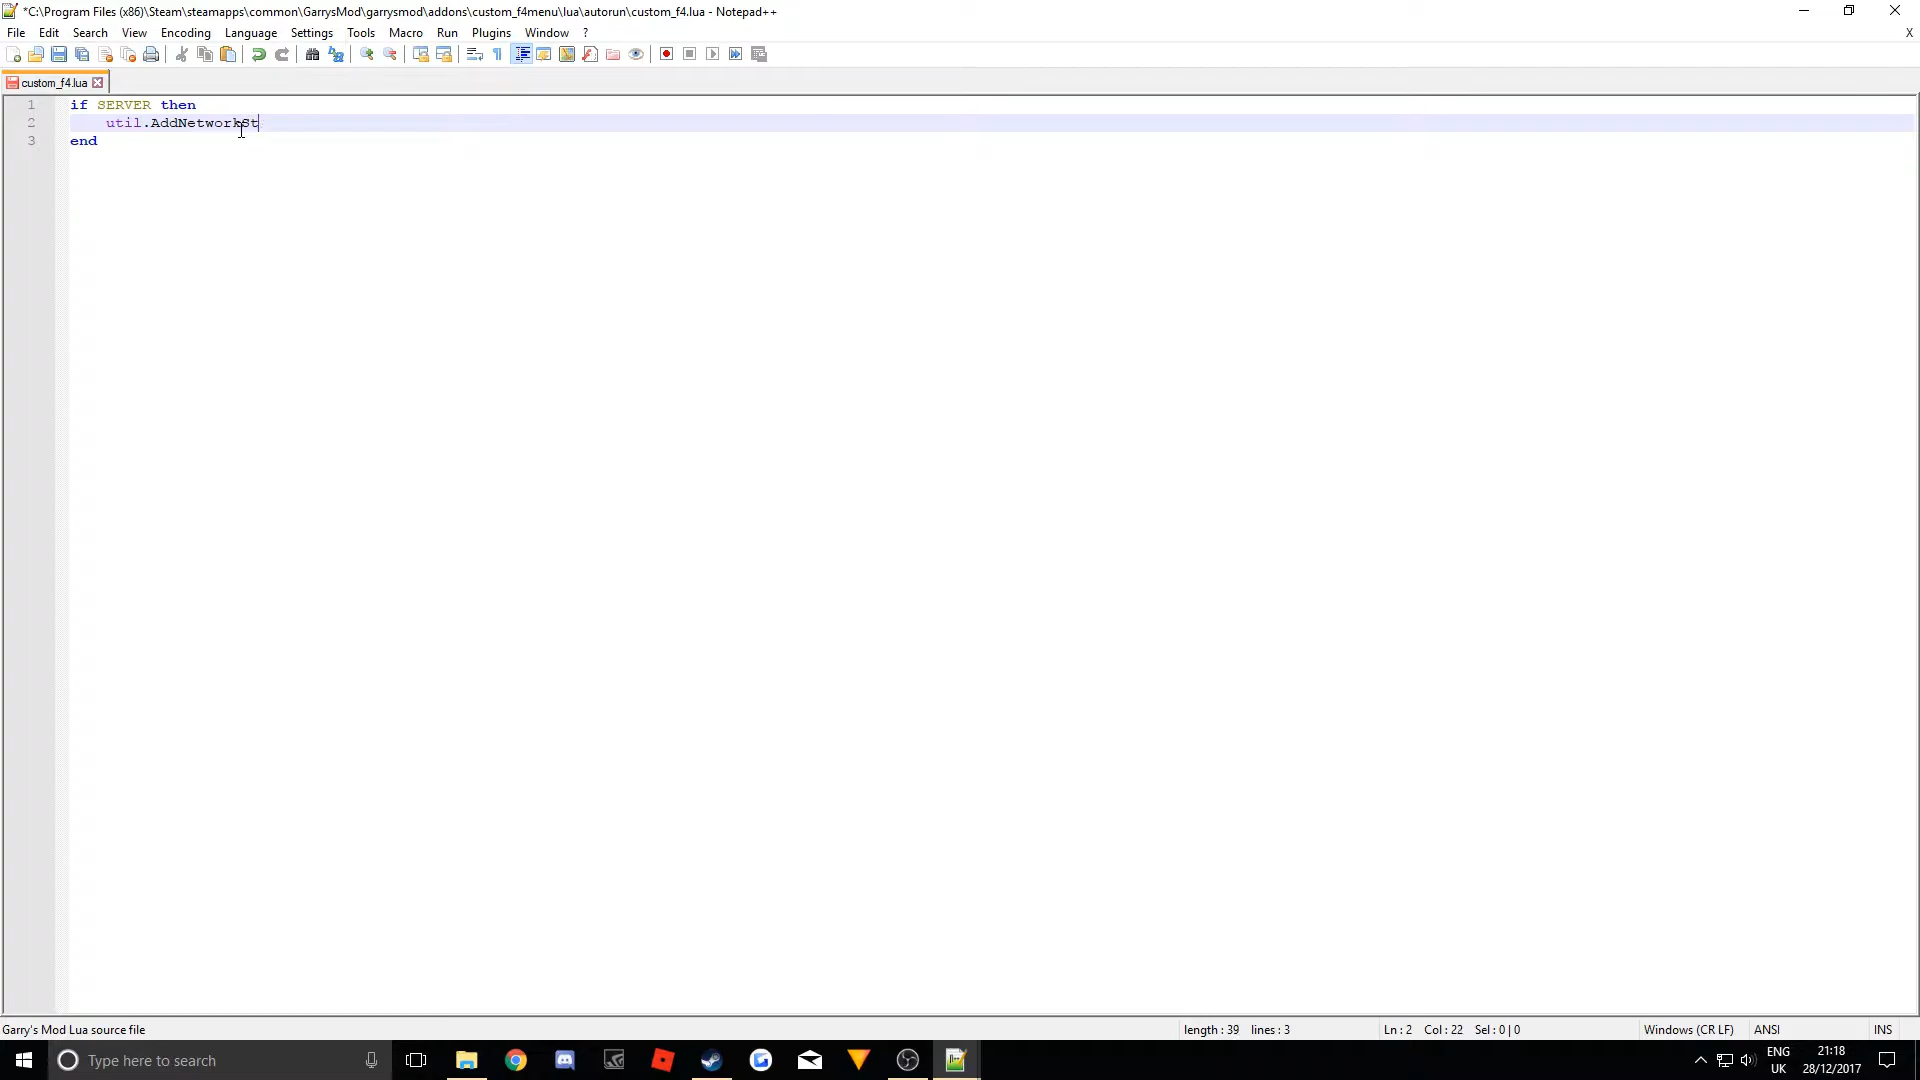 *C:\Program Files (x86)\Steam\steamapps\common\GarrysMod\garrysmod\addons\custom_f4menu\lua\autorun\custom_f4.lua - Notepad++
File Edit Search View Encoding Language Settings Tools Macro Run Plugins Window ? X
custom_f4.lua
1 if SERVER then
2 util.AddNetworkSt
3 end
Garry's Mod Lua source file length : 39 lines : 3 Ln : 2 Col : 22 Sel : 0 | 0 Windows (CR LF) ANSI INS
Type here to search
ENG 21:18
UK 28/12/2017